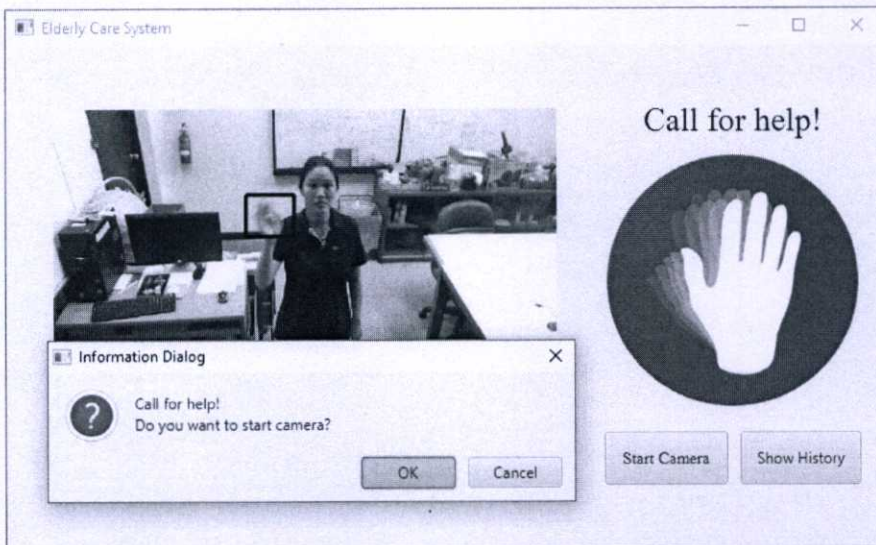 Elderly Care System
Call for help!
Information Dialog
Call for help!
Do you want to start camera?
OK
Cancel
Start Camera
Show History